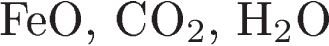 FeO, CO₂, H₂O